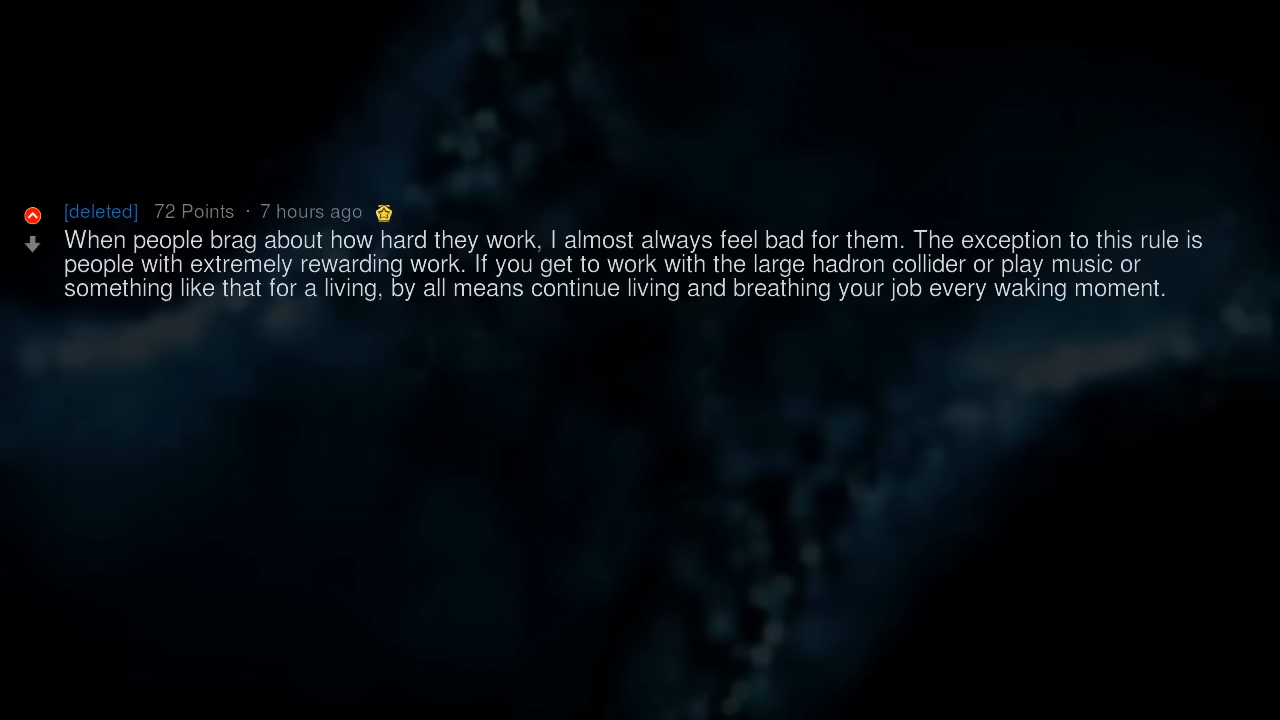 [deleted] 72 Points · 7 hours ago
When people brag about how hard they work, I almost always feel bad for them. The exception to this rule is
people with extremely rewarding work. If you get to work with the large hadron collider or play music or
something like that for a living, by all means continue living and breathing your job every waking moment.